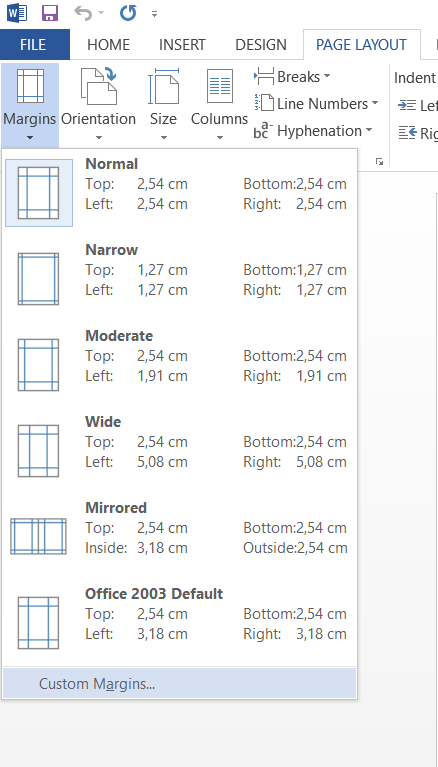 FILE HOME INSERT DESIGN PAGE LAYOUT
Margins Orientation Size Columns
Breaks
Line Numbers
Hyphenation
Indent
Normal
Top: 2,54 cm Bottom:2,54 cm
Left: 2,54 cm Right: 2,54 cm
Narrow
Top: 1,27 cm Bottom:1,27 cm
Left: 1,27 cm Right: 1,27 cm
Moderate
Top: 2,54 cm Bottom:2,54 cm
Left: 1,91 cm Right: 1,91 cm
Wide
Top: 2,54 cm Bottom:2,54 cm
Left: 5,08 cm Right: 5,08 cm
Mirrored
Top: 2,54 cm Bottom:2,54 cm
Inside: 3,18 cm Outside:2,54 cm
Office 2003 Default
Top: 2,54 cm Bottom:2,54 cm
Left: 3,18 cm Right: 3,18 cm
Custom Margins...